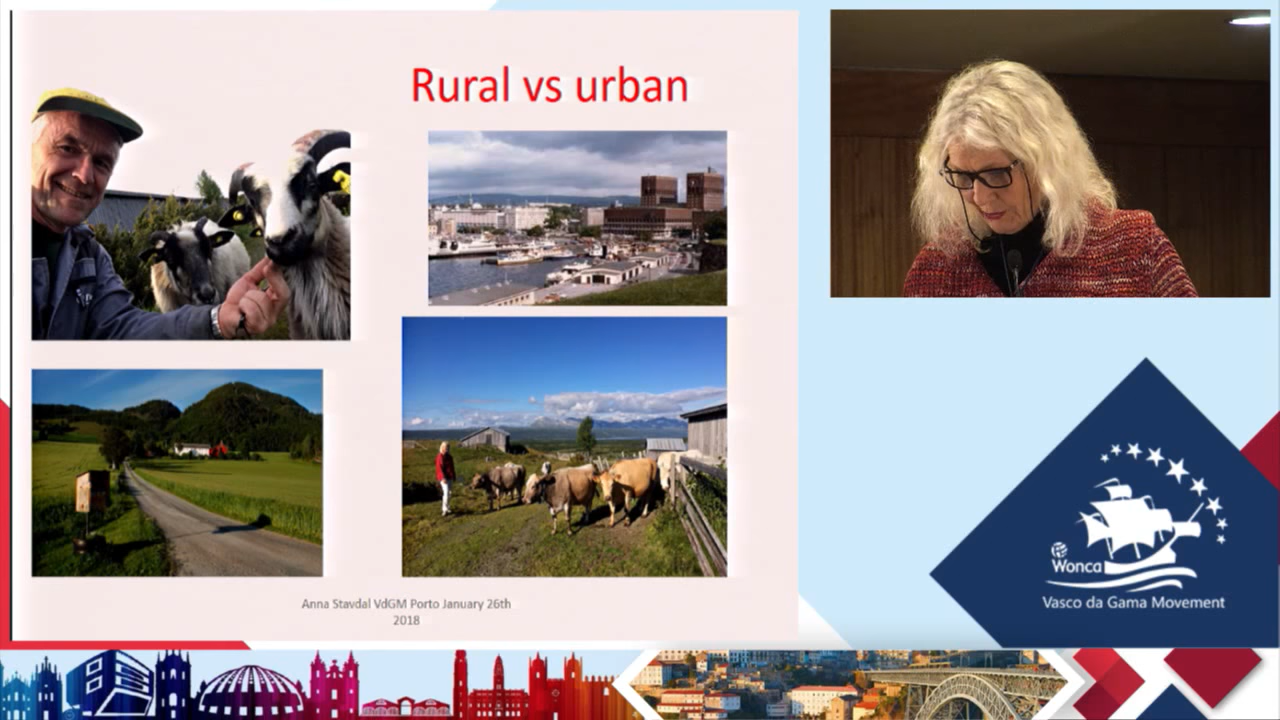 Rural vs urban
Anna Stavdal VdGM Porto January 26th
2018
Wonca
Vasco da Gama Movement